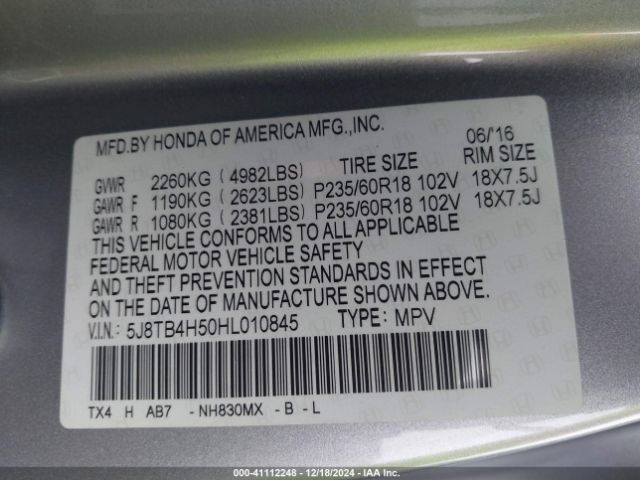 MFD.BY HONDA OF AMERICA MFG.,INC. 06/16
GVWR 2260KG ( 4982LBS) TIRE SIZE RIM SIZE
GAWR F 1190KG ( 2623LBS) P235/60R18 102V 18X7.5J
GAWR R 1080KG ( 2381LBS) P235/60R18 102V 18X7.5J
THIS VEHICLE CONFORMS TO ALL APPLICABLE
FEDERAL MOTOR VEHICLE SAFETY
AND THEFT PREVENTION STANDARDS IN EFFECT
ON THE DATE OF MANUFACTURE SHOWN ABOVE.
V.I.N.: 5J8TB4H50HL010845 TYPE: MPV
TX4 H AB7 -NH830MX -B -L
000-41112248 - 12/18/2024 - IAA Inc.